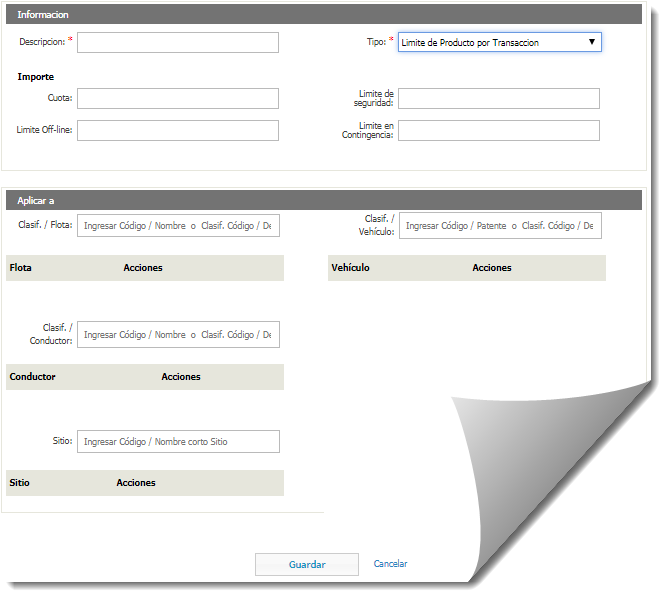 Informacion
Descripcion: *
Tipo: * Limite de Producto por Transaccion
Importe
Cuota:
Limite de
seguridad:
Limite Off-line:
Limite en
Contingencia:
Aplicar a
Clasif. / Flota: Ingresar Código / Nombre o Clasif. Código / De
Clasif. /
Vehículo: Ingresar Código / Patente o Clasif. Código / De
Flota Acciones
Vehículo Acciones
Clasif. /
Conductor: Ingresar Código / Nombre o Clasif. Código / De
Conductor Acciones
Sitio: Ingresar Código / Nombre corto Sitio
Sitio Acciones
Guardar Cancelar